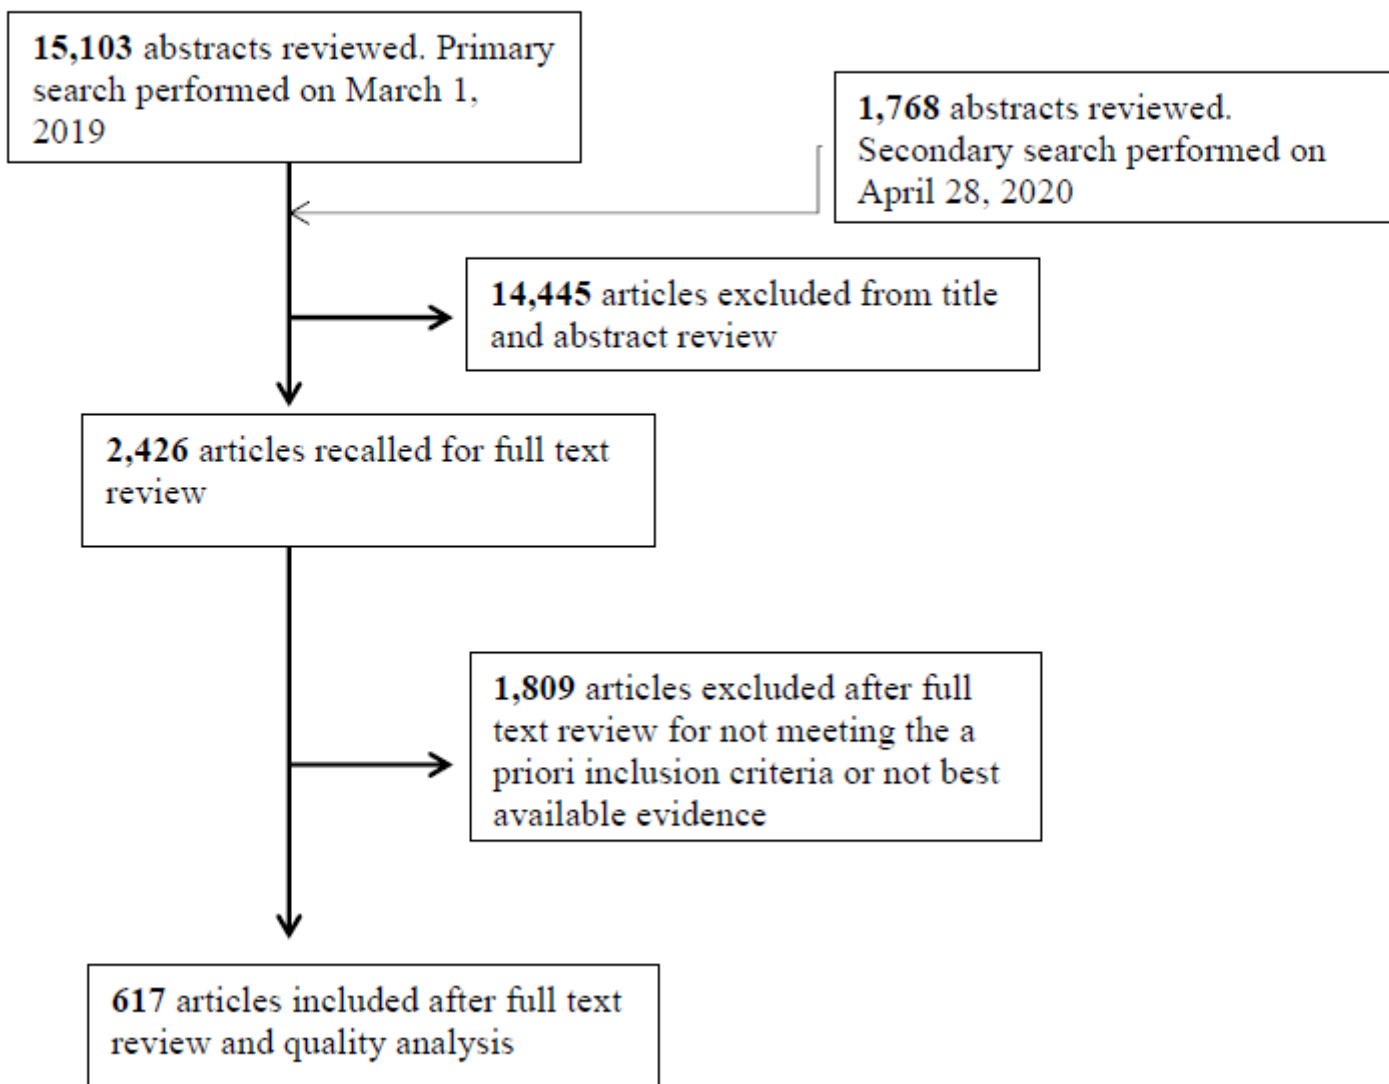 15,103 abstracts reviewed. Primary
search performed on March 1,
2019
1,768 abstracts reviewed.
Secondary search performed on
April 28, 2020
14,445 articles excluded from title
and abstract review
2,426 articles recalled for full text
review
1,809 articles excluded after full
text review for not meeting the a
priori inclusion criteria or not best
available evidence
617 articles included after full text
review and quality analysis